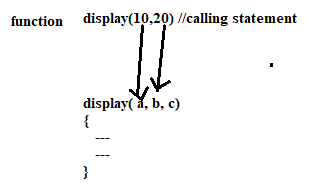 function display(10,20) //calling statement
display( a, b, c)
{
---
---
}